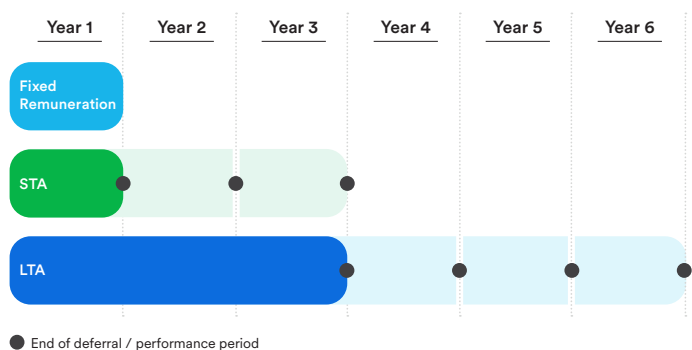 Year 1 Year 2 Year 3 Year 4 Year 5 Year 6
Fixed
Remuneration
STA
LTA
End of deferral / performance period